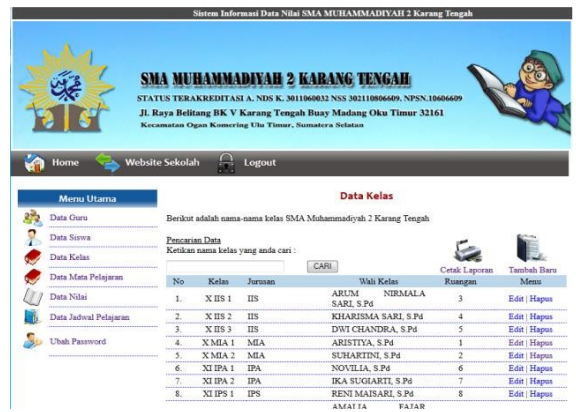 Sistem Informasi Data Nilai SMA MUHAMMADIYAH 2 Karang Tengah
SMA MUHAMMADIYAH 2 KARANG TENGAH
STATUS TERAKREDITASI A. NDS K. 3011060032 NSS 302110806609. NPSN.10606609
Jl. Raya Belitang BK V Karang Tengah Buay Madang Oku Timur 32161
Kecamatan Ogan Komering Ulu Timur, Sumatera Selatan
Home Website Sekolah Logout
Menu Utama
Data Guru
Data Siswa
Data Kelas
Data Mata Pelajaran
Data Nilai
Data Jadwal Pelajaran
Ubah Password
Data Kelas
Berikut adalah nama-nama kelas SMA Muhammadiyah 2 Karang Tengah
Pencarian Data
Ketikan nama kelas yang anda cari :
CARI
Cetak Laporan Tambah Baru
No Kelas Jurusan Wali Kelas Ruangan Menu
1. X IIS 1 IIS ARUM NIRMALA SARI, S.Pd 3 Edit | Hapus
2. X IIS 2 IIS KHARISMA SARI, S.Pd 4 Edit | Hapus
3. X IIS 3 IIS DWI CHANDRA, S.Pd 5 Edit | Hapus
4. X MIA 1 MIA ARISTIYA, S.Pd 1 Edit | Hapus
5. X MIA 2 MIA SUHARTINI, S.Pd 2 Edit | Hapus
6. XI IPA 1 IPA NOVILIA, S.Pd 6 Edit | Hapus
7. XI IPA 2 IPA IKA SUGIARTI, S.Pd 7 Edit | Hapus
8. XI IPS 1 IPS RENI MAISARI, S.Pd 8 Edit | Hapus
AMALIA FAJAR